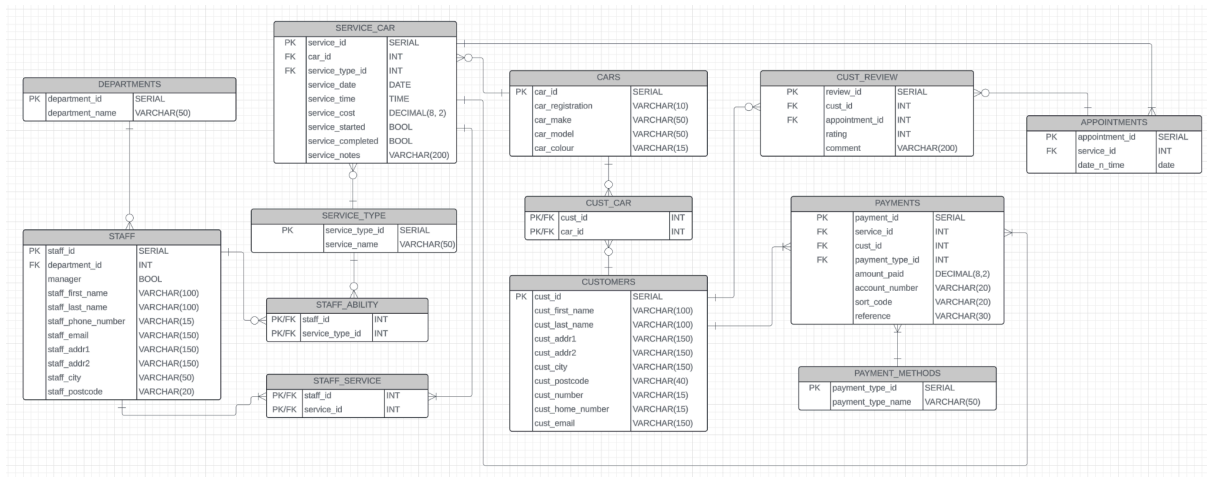 SERVICE_CAR
PK service_id SERIAL
FK car_id INT
FK service_type_id INT
service_date DATE
service_time TIME
service_cost DECIMAL(8, 2)
service_started BOOL
service_completed BOOL
service_notes VARCHAR(200)
DEPARTMENTS
PK department_id SERIAL
department_name VARCHAR(50)
CARS
PK car_id SERIAL
car_registration VARCHAR(10)
car_make VARCHAR(50)
car_model VARCHAR(50)
car_colour VARCHAR(15)
CUST_REVIEW
PK review_id SERIAL
FK cust_id INT
FK appointment_id INT
rating INT
comment VARCHAR(200)
APPOINTMENTS
PK appointment_id SERIAL
FK service_id INT
date_n_time date
SERVICE_TYPE
PK service_type_id SERIAL
service_name VARCHAR(50)
CUST_CAR
PK/FK cust_id INT
PK/FK car_id INT
PAYMENTS
PK payment_id SERIAL
FK service_id INT
FK cust_id INT
FK payment_type_id INT
amount_paid DECIMAL(8,2)
account_number VARCHAR(20)
sort_code VARCHAR(20)
reference VARCHAR(30)
STAFF
PK staff_id SERIAL
FK department_id INT
manager BOOL
staff_first_name VARCHAR(100)
staff_last_name VARCHAR(100)
staff_phone_number VARCHAR(15)
staff_email VARCHAR(150)
staff_addr1 VARCHAR(150)
staff_addr2 VARCHAR(150)
staff_city VARCHAR(50)
staff_postcode VARCHAR(20)
STAFF_ABILITY
PK/FK staff_id INT
PK/FK service_type_id INT
CUSTOMERS
PK cust_id SERIAL
cust_first_name VARCHAR(100)
cust_last_name VARCHAR(100)
cust_addr1 VARCHAR(150)
cust_addr2 VARCHAR(150)
cust_city VARCHAR(150)
cust_postcode VARCHAR(40)
cust_number VARCHAR(15)
cust_home_number VARCHAR(15)
cust_email VARCHAR(150)
STAFF_SERVICE
PK/FK staff_id INT
PK/FK service_id INT
PAYMENT_METHODS
PK payment_type_id SERIAL
payment_type_name VARCHAR(50)